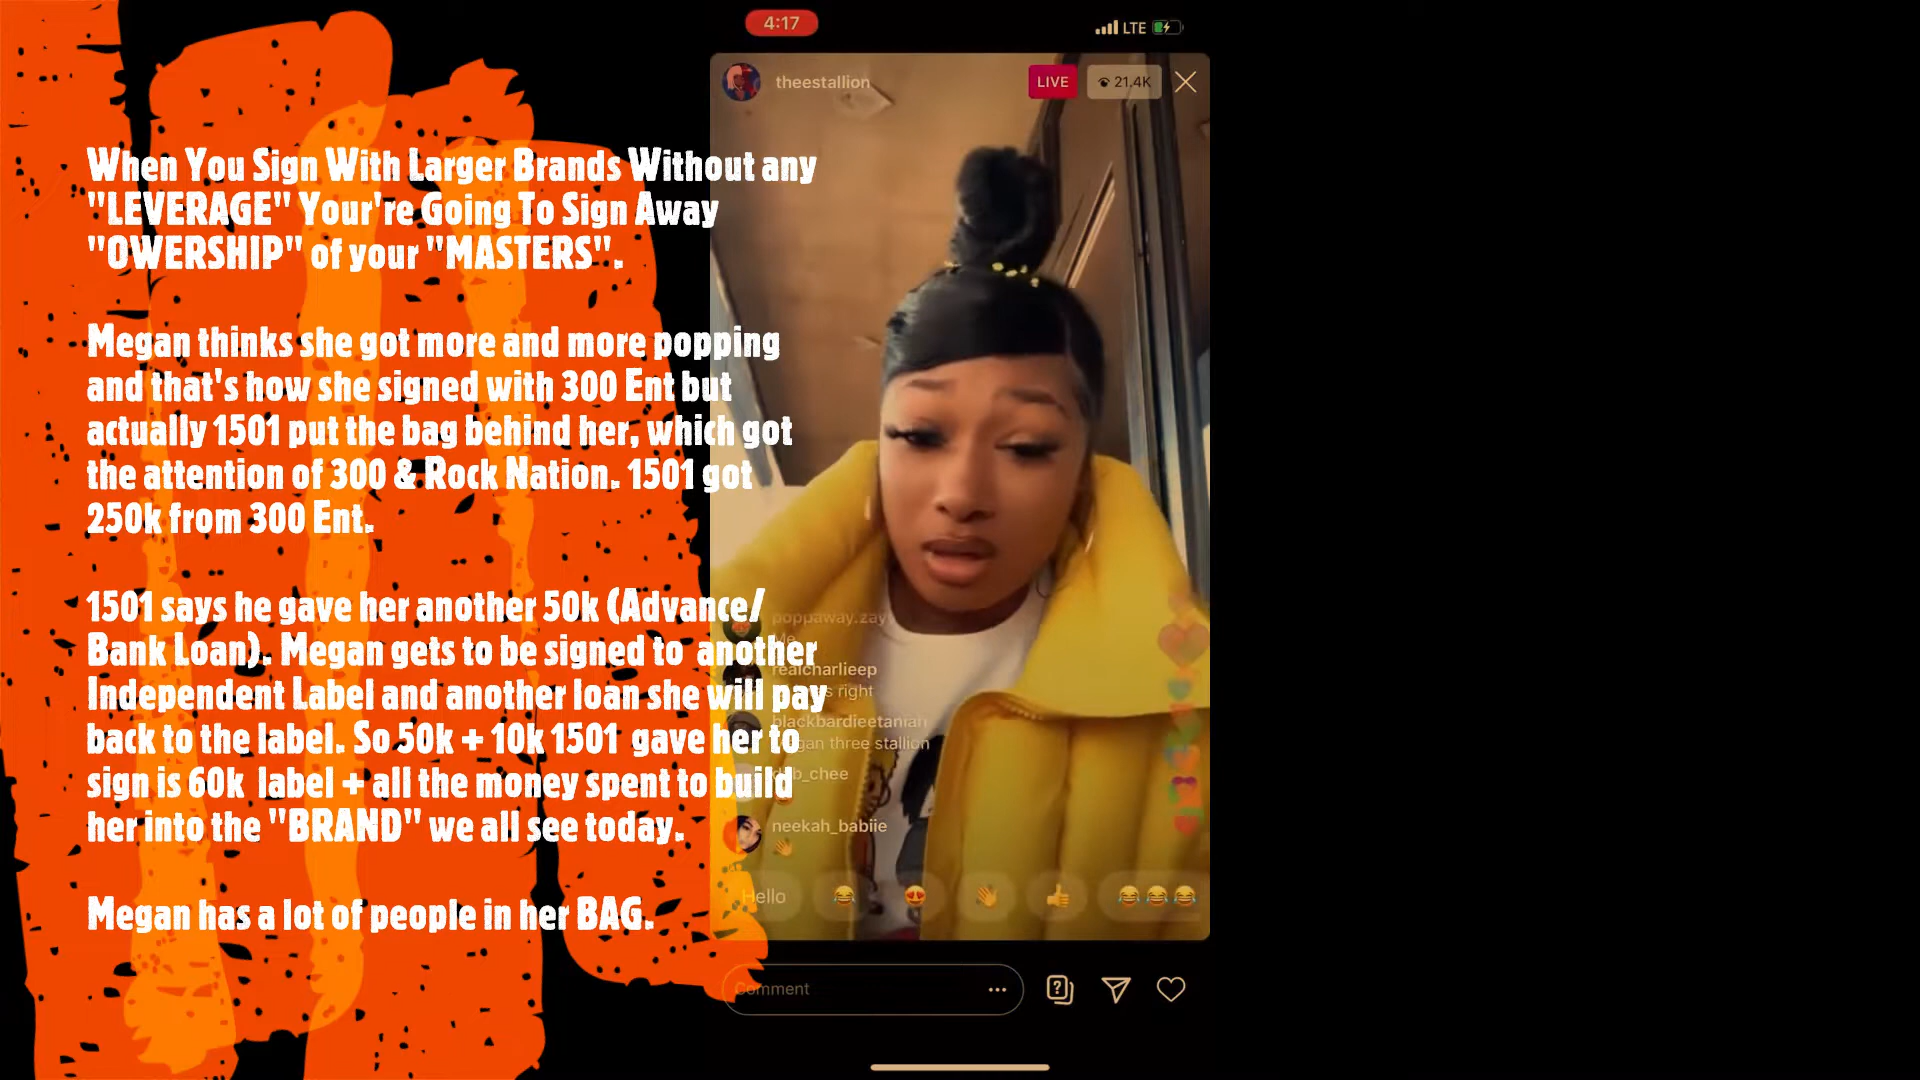 4:17
LTE
theestallion
LIVE
21.4K
When You Sign With Larger Brands Without any
"LEVERAGE" Your're Going To Sign Away
"OWERSHIP" of your "MASTERS".
Megan thinks she got more and more popping
and that's how she signed with 300 Ent but
actually 1501 put the bag behind her, which got
the attention of 300 & Rock Nation. 1501 got
250k from 300 Ent.
1501 says he gave her another 50k (Advance/
Bank Loan). Megan gets to be signed to another
Independent Label and another loan she will pay
back to the label. So 50k + 10k 1501 gave her to
sign is 60k label + all the money spent to build
her into the "BRAND" we all see today.
Megan has a lot of people in her BAG.
poppaway.zay
Me
realcharlieep
right
blackbardieetaniah
three stallion
neekah_babiie
Hello
Comment